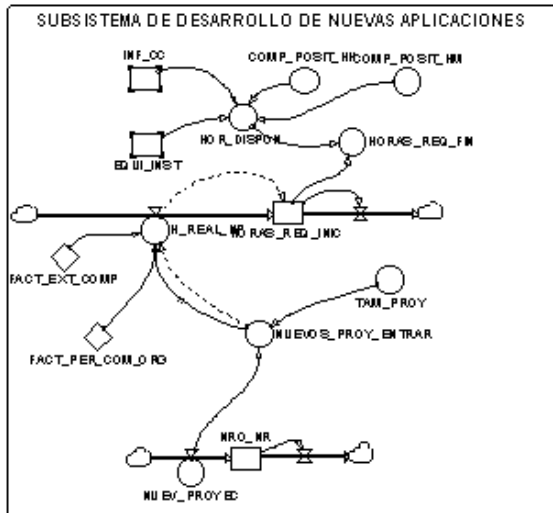 SUBSISTEMA DE DESARROLLO DE NUEVAS APLICACIONES
INF_CC
COMP_POSIT_HH
COMP_POSIT_HM
HOR_DISPON
HORAS_REQ_FIN
EQUI_INST
H_REAL_NR
HORAS_REQ_INIC
FACT_EXT_COMP
TAM_PROY
NUEVOS_PROY_ENTRAR
FACT_PER_COM_ORG
NRO_NR
NUEV_PROYEC